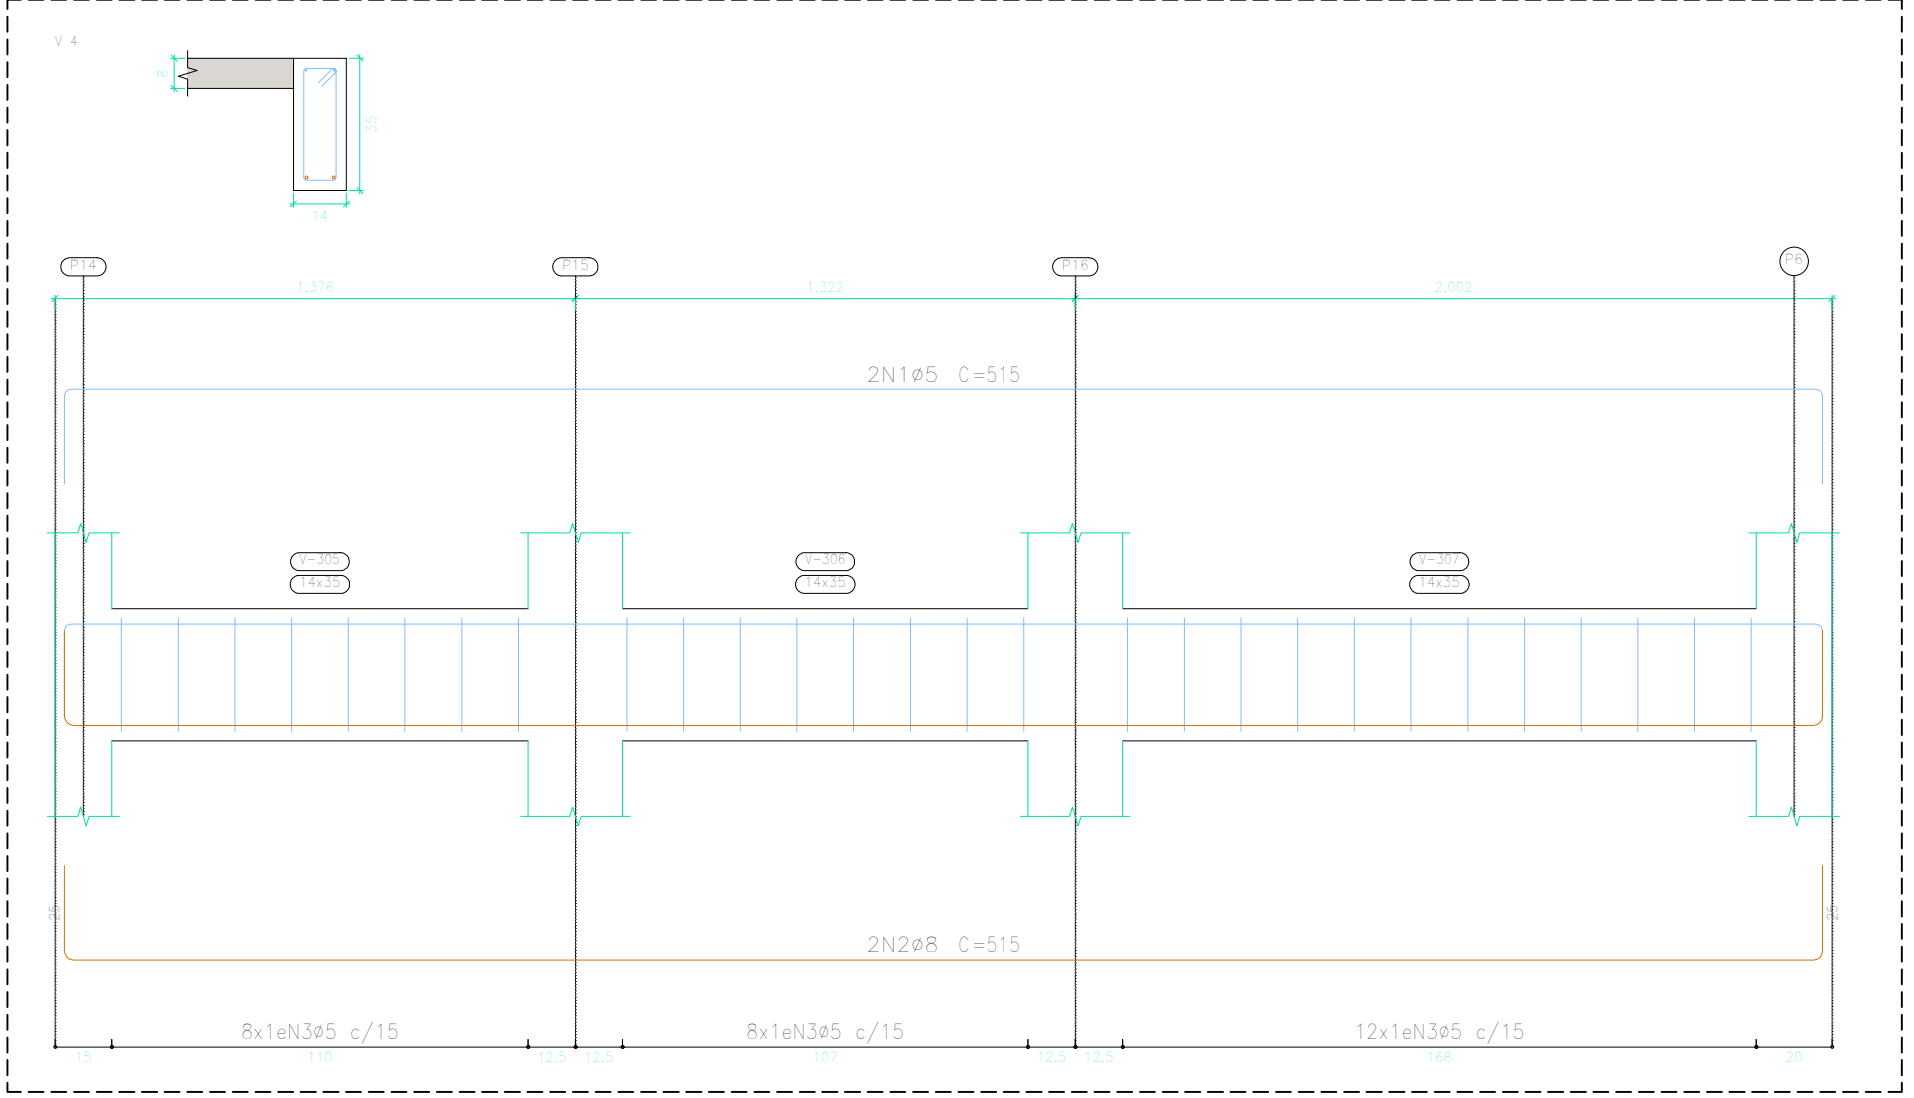 V 4
8
35
14
P14 P15 P16 P6
1.376 1.322 2.002
2N1ø5 C=515
V-305 V-306 V-307
14x35 14x35 14x35
25 25
2N2ø8 C=515
8x1eN3ø5 c/15 8x1eN3ø5 c/15 12x1eN3ø5 c/15
15 110 12.5 12.5 107 12.5 12.5 168 20